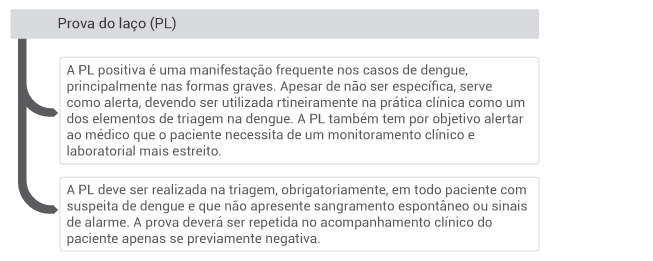 Prova do laço (PL)
A PL positiva é uma manifestação frequente nos casos de dengue,
principalmente nas formas graves. Apesar de não ser específica, serve
como alerta, devendo ser utilizada rtineiramente na prática clínica como um
dos elementos de triagem na dengue. A PL também tem por objetivo alertar
ao médico que o paciente necessita de um monitoramento clínico e
laboratorial mais estreito.
A PL deve ser realizada na triagem, obrigatoriamente, em todo paciente com
suspeita de dengue e que não apresente sangramento espontâneo ou sinais
de alarme. A prova deverá ser repetida no acompanhamento clínico do
paciente apenas se previamente negativa.